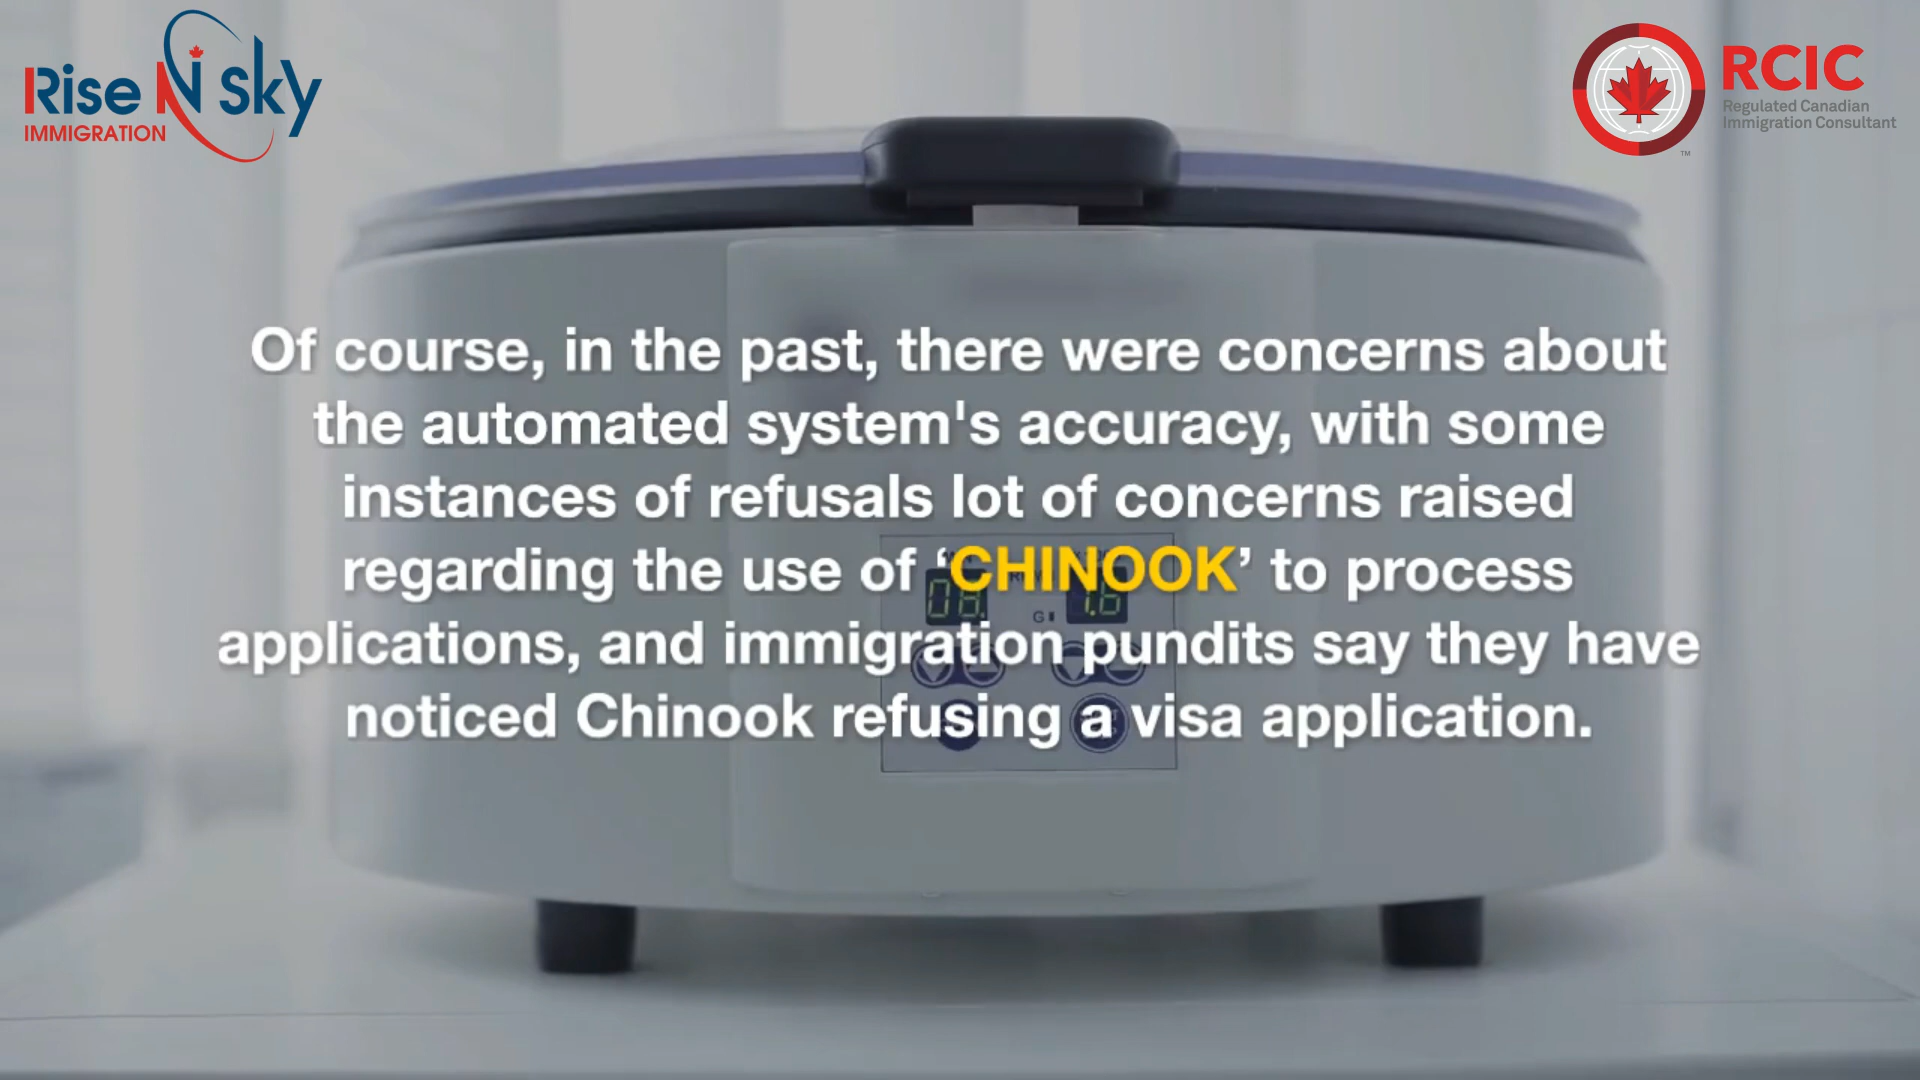 Rise N Sky
IMMIGRATION
RCIC
Regulated Canadian
Immigration Consultant
TM
Of course, in the past, there were concerns about
the automated system's accuracy, with some
instances of refusals lot of concerns raised
regarding the use of ‘CHINOOK’ to process
applications, and immigration pundits say they have
noticed Chinook refusing a visa application.